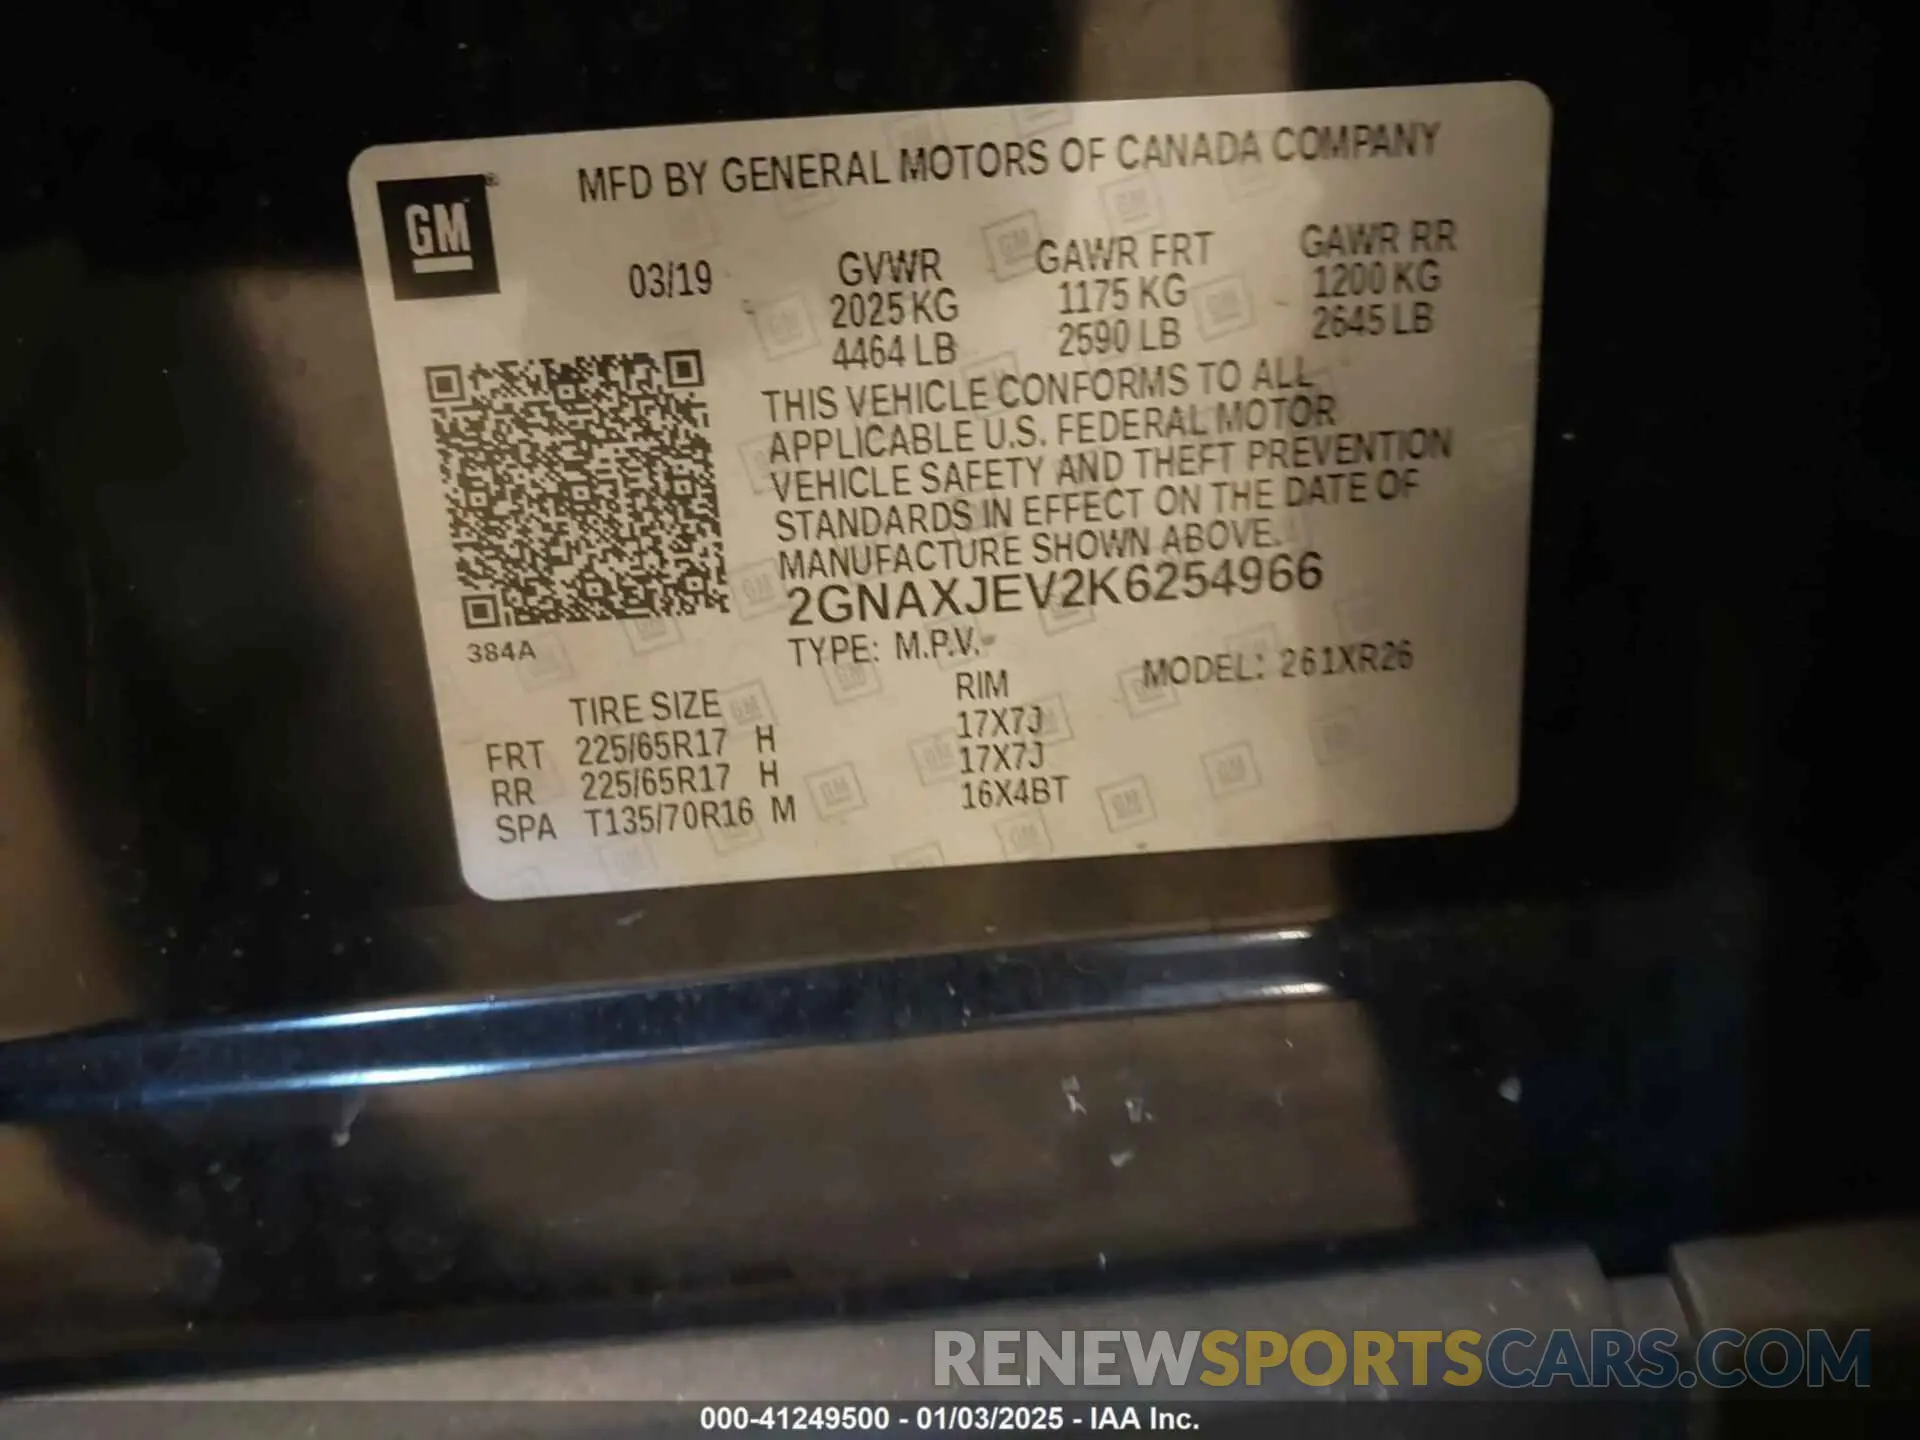 GM
MFD BY GENERAL MOTORS OF CANADA COMPANY
03/19
GVWR
2025 KG
4464 LB
GAWR FRT
1175 KG
2590 LB
GAWR RR
1200 KG
2645 LB
THIS VEHICLE CONFORMS TO ALL
APPLICABLE U.S. FEDERAL MOTOR
VEHICLE SAFETY AND THEFT PREVENTION
STANDARDS IN EFFECT ON THE DATE OF
MANUFACTURE SHOWN ABOVE.
2GNAXJEV2K6254966
384A
TYPE: M.P.V.
MODEL: 261XR26
TIRE SIZE RIM
FRT 225/65R17 H 17X7J
RR 225/65R17 H 17X7J
SPA T135/70R16 M 16X4BT
RENEWSPORTSCARS.COM
000-41249500 - 01/03/2025 - IAA Inc.